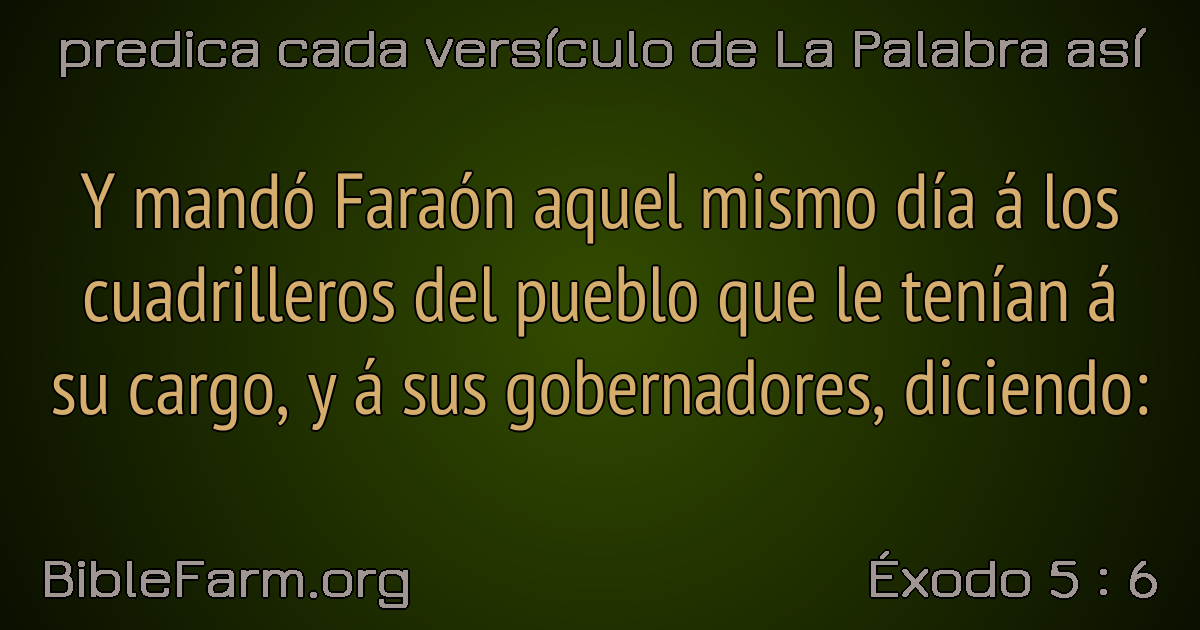 predica cada versículo de La Palabra así
Y mandó Faraón aquel mismo día á los
cuadrilleros del pueblo que le tenían á
su cargo, y á sus gobernadores, diciendo:
BibleFarm.org
Éxodo 5 : 6